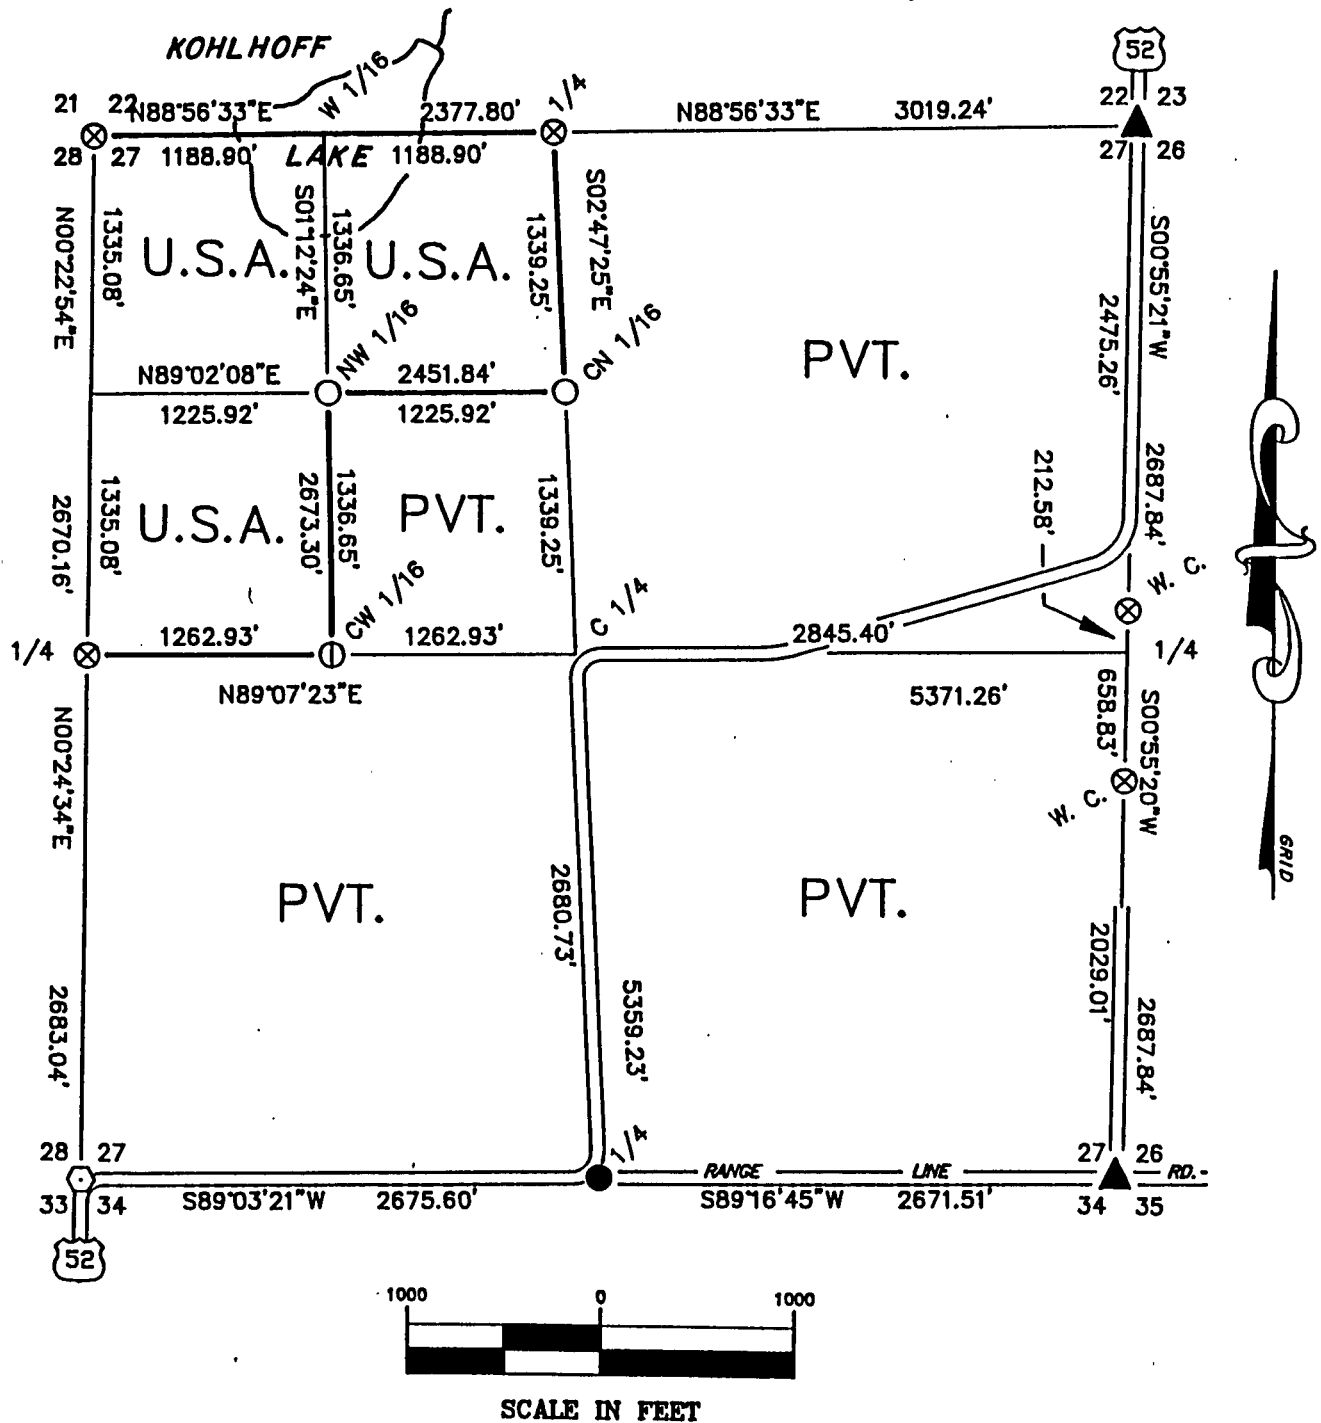 KOHLHOFF
52
W 1/16
1/4
21 22
N88°56'33"E
2377.80'
N88°56'33"E
3019.24'
22 23
28 27
1188.90'
LAKE
1188.90'
27 26
N00°22'54"E
1335.08'
S01°12'24"E
1336.65'
1339.25'
S02°47'25"E
2475.26'
S00°55'21"W
U.S.A.
U.S.A.
NW 1/16
CN 1/16
PVT.
N89°02'08"E
2451.84'
1225.92'
1225.92'
2670.16'
1335.08'
2673.30'
1336.65'
1339.25'
212.58'
2687.84'
U.S.A.
PVT.
W. C.
CW 1/16
C 1/4
1/4
1262.93'
1262.93'
2845.40'
1/4
N89°07'23"E
5371.26'
N00°24'34"E
658.83'
S00°55'20"W
W. C.
GRID
PVT.
PVT.
2683.04'
2680.73'
5359.23'
2029.01'
2687.84'
28 27
1/4
27 26
RANGE LINE RD.
33 34
S89°03'21"W
2675.60'
S89°16'45"W
2671.51'
34 35
52
1000 0 1000
SCALE IN FEET